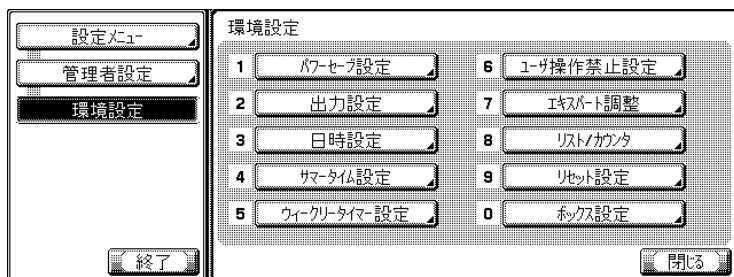 設定ﾒﾆｭｰ
管理者設定
環境設定
終了
環境設定
1 ﾊﾟﾜｰｾｰﾌﾞ設定
2 出力設定
3 日時設定
4 ｻﾏｰﾀｲﾑ設定
5 ｳｨｰｸﾘｰﾀｲﾏｰ設定
6 ﾕｰｻﾞ操作禁止設定
7 ｴｷｽﾊﾟｰﾄ調整
8 ﾘｽﾄ/ｶｳﾝﾀ
9 ﾘｾｯﾄ設定
0 ﾎﾞｯｸｽ設定
閉じる